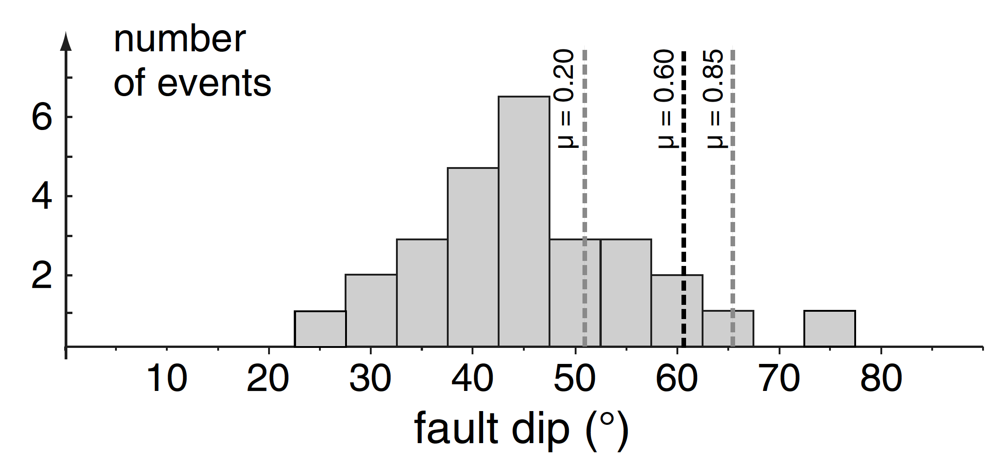 number
of events
6
4
2
μ = 0.20
μ = 0.60
μ = 0.85
10 20 30 40 50 60 70 80
fault dip (°)